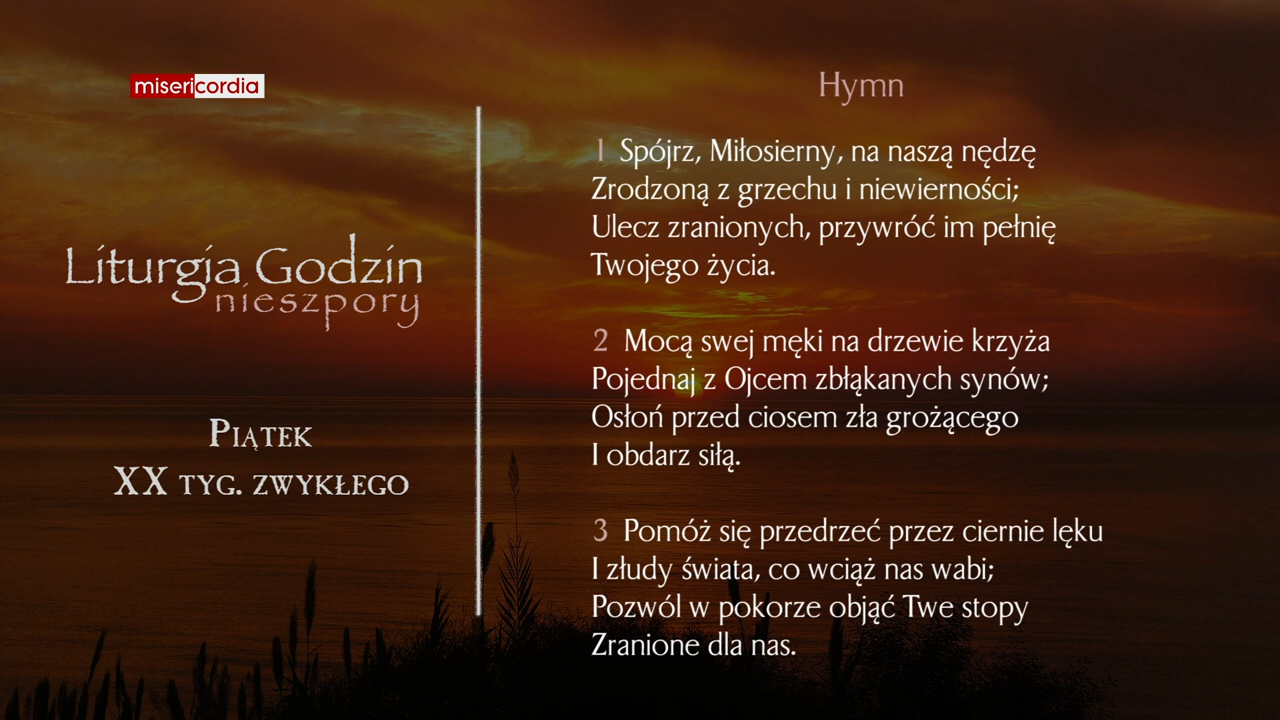 misericordia
Liturgia Godzin
nieszpory
Piątek
XX tyg. zwykłego
Hymn
1 Spójrz, Miłosierny, na naszą nędzę
Zrodzoną z grzechu i niewierności;
Ulecz zranionych, przywróć im pełnię
Twojego życia.
2 Mocą swej męki na drzewie krzyża
Pojednaj z Ojcem zbłąkanych synów;
Osłoń przed ciosem zła grożącego
I obdarz siłą.
3 Pomóż się przedrzeć przez ciernie lęku
I złudy świata, co wciąż nas wabi;
Pozwól w pokorze objąć Twe stopy
Zranione dla nas.